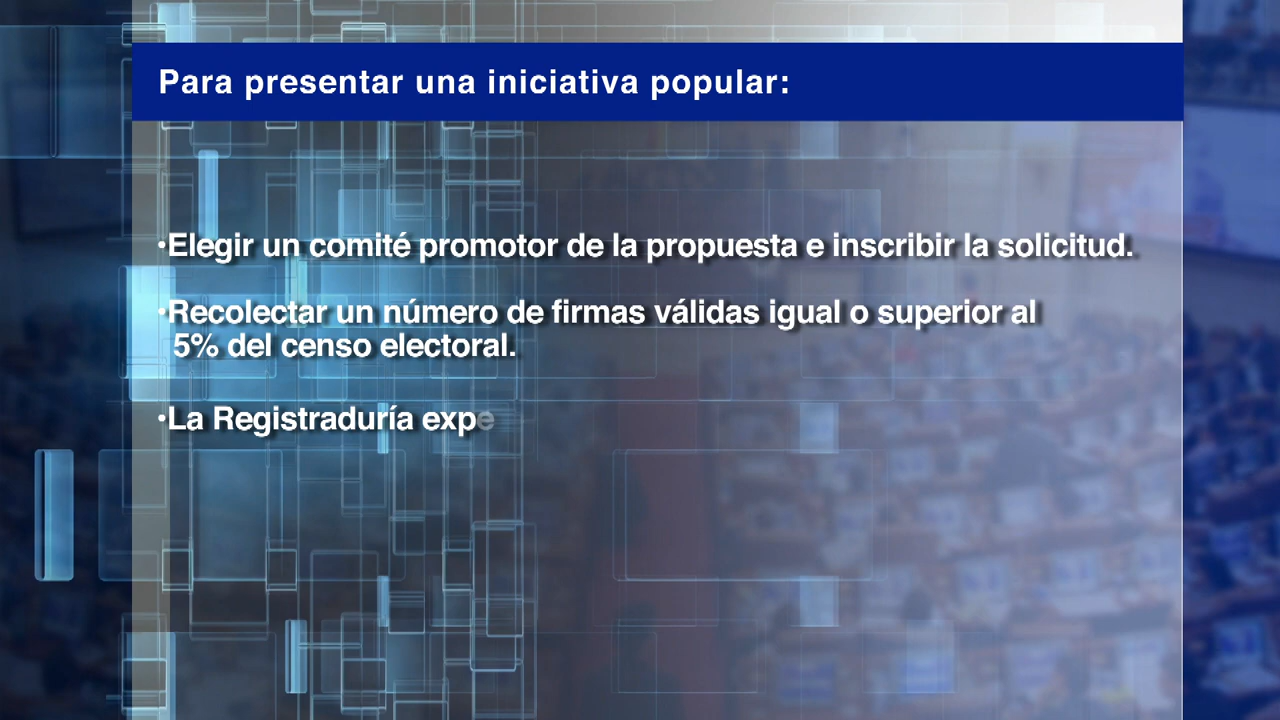 Para presentar una iniciativa popular:
•Elegir un comité promotor de la propuesta e inscribir la solicitud.
•Recolectar un número de firmas válidas igual o superior al
5% del censo electoral.
•La Registraduría expe